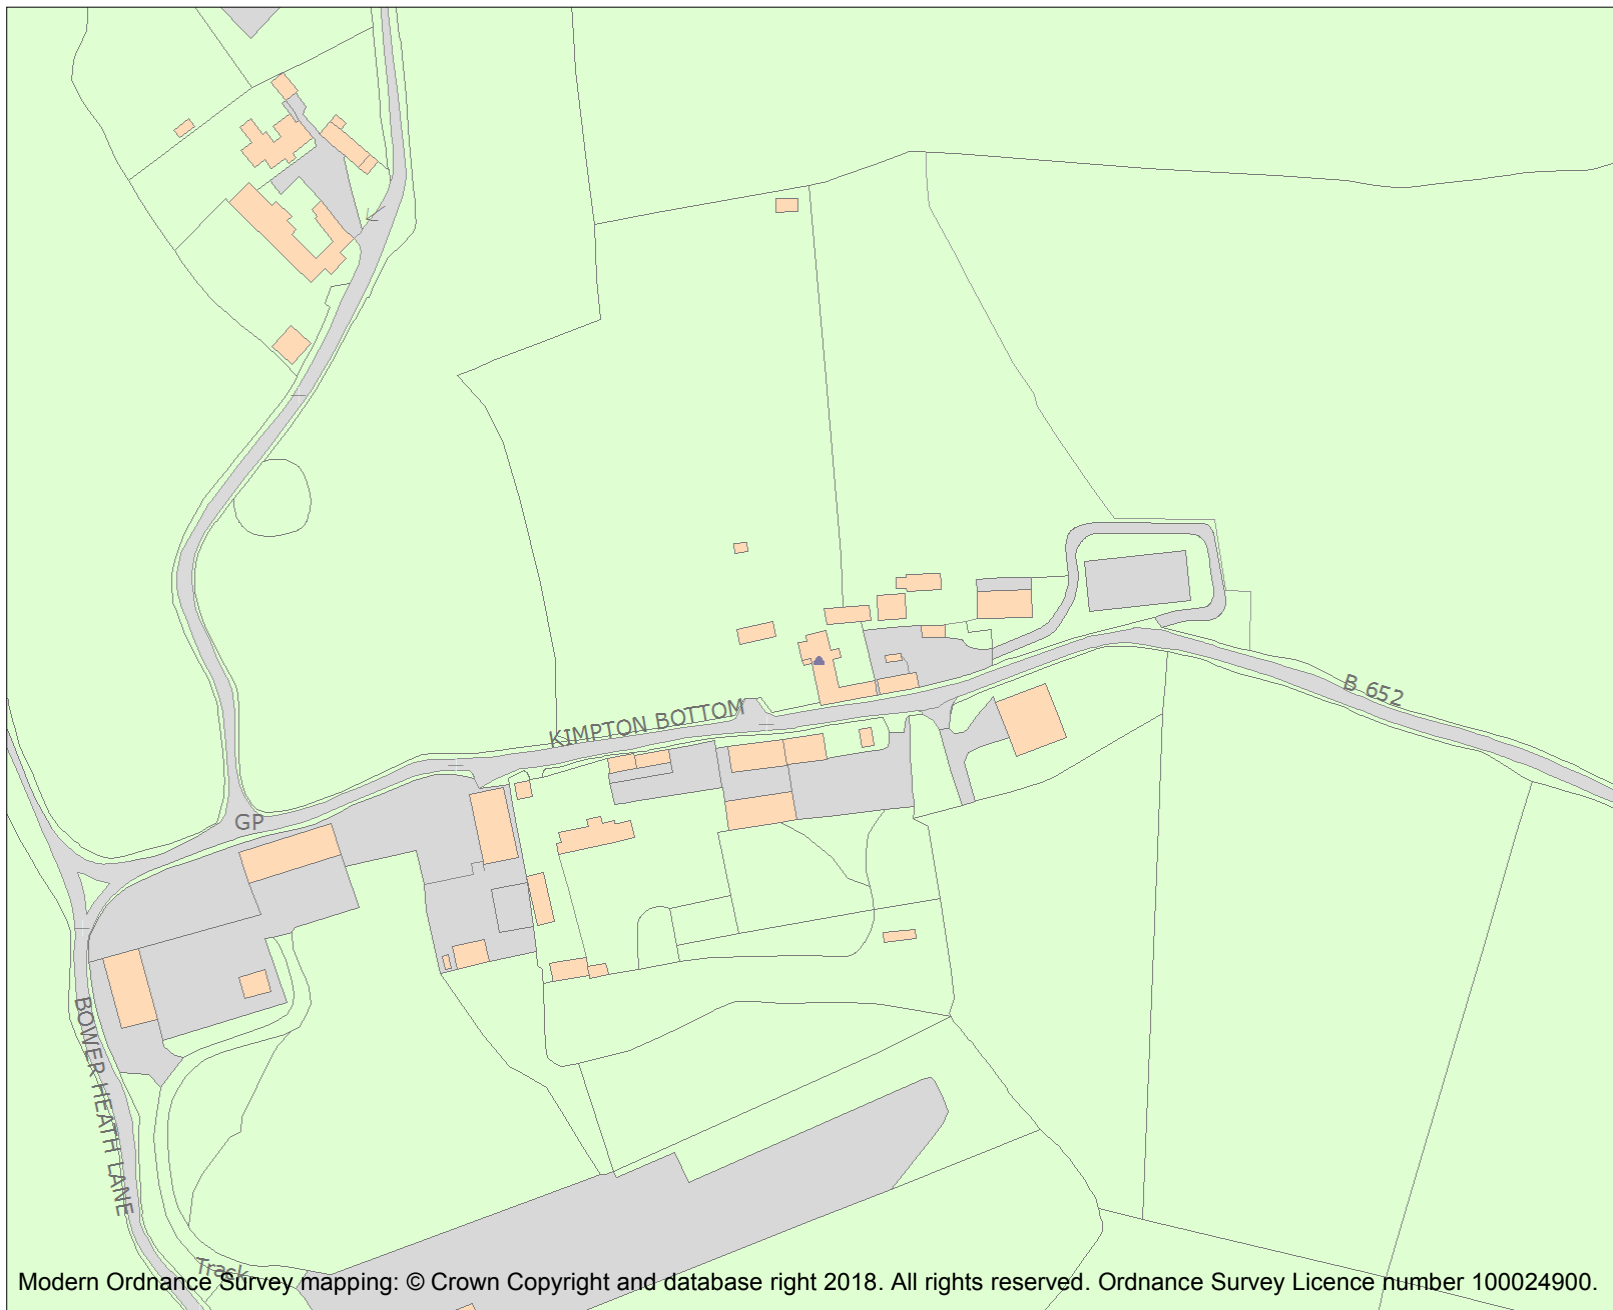 B 652
KIMPTON BOTTOM
GP
BOWER HEATH LANE
Track
Modern Ordnance Survey mapping: © Crown Copyright and database right 2018. All rights reserved. Ordnance Survey Licence number 100024900.